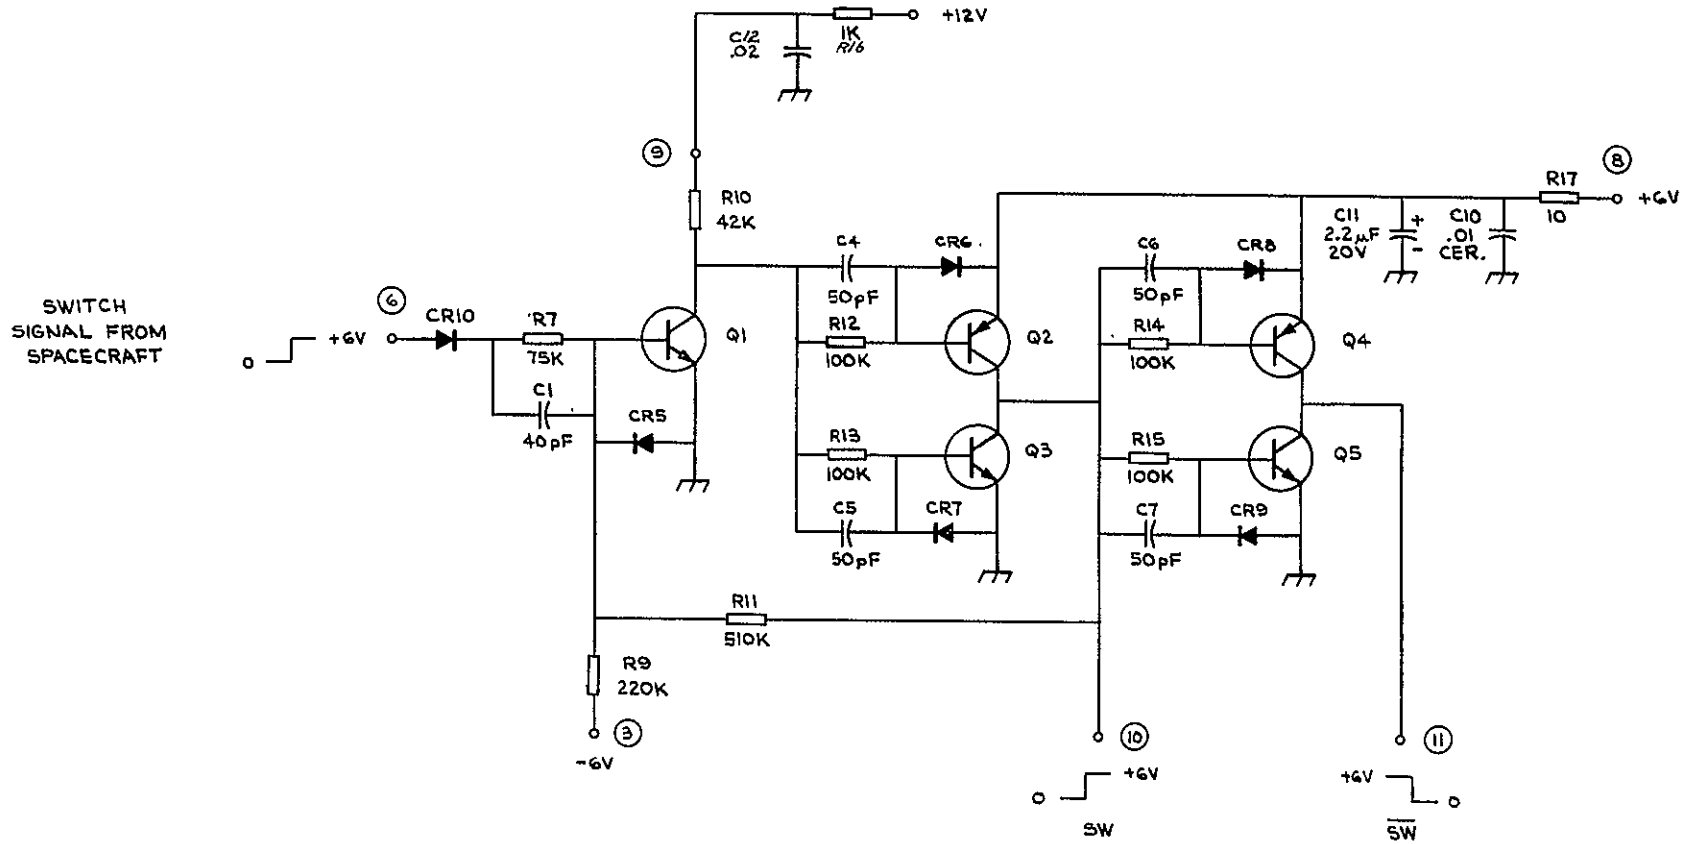 +12V
1K
R16
C12
.02
9
R10
42K
8
R17
+6V
10
C11
2.2µF
20V
+
-
C10
.01
CER.
C4
50pF
CR6
C6
50pF
CR8
SWITCH
SIGNAL FROM
SPACECRAFT
0
+6V
6
CR10
R7
75K
Q1
R12
100K
Q2
R14
100K
Q4
C1
40pF
CR5
R13
100K
Q3
R15
100K
Q5
C5
50pF
CR7
C7
50pF
CR9
R11
510K
R9
220K
3
-6V
10
+6V
0
SW
11
+6V
0
S̅W̅